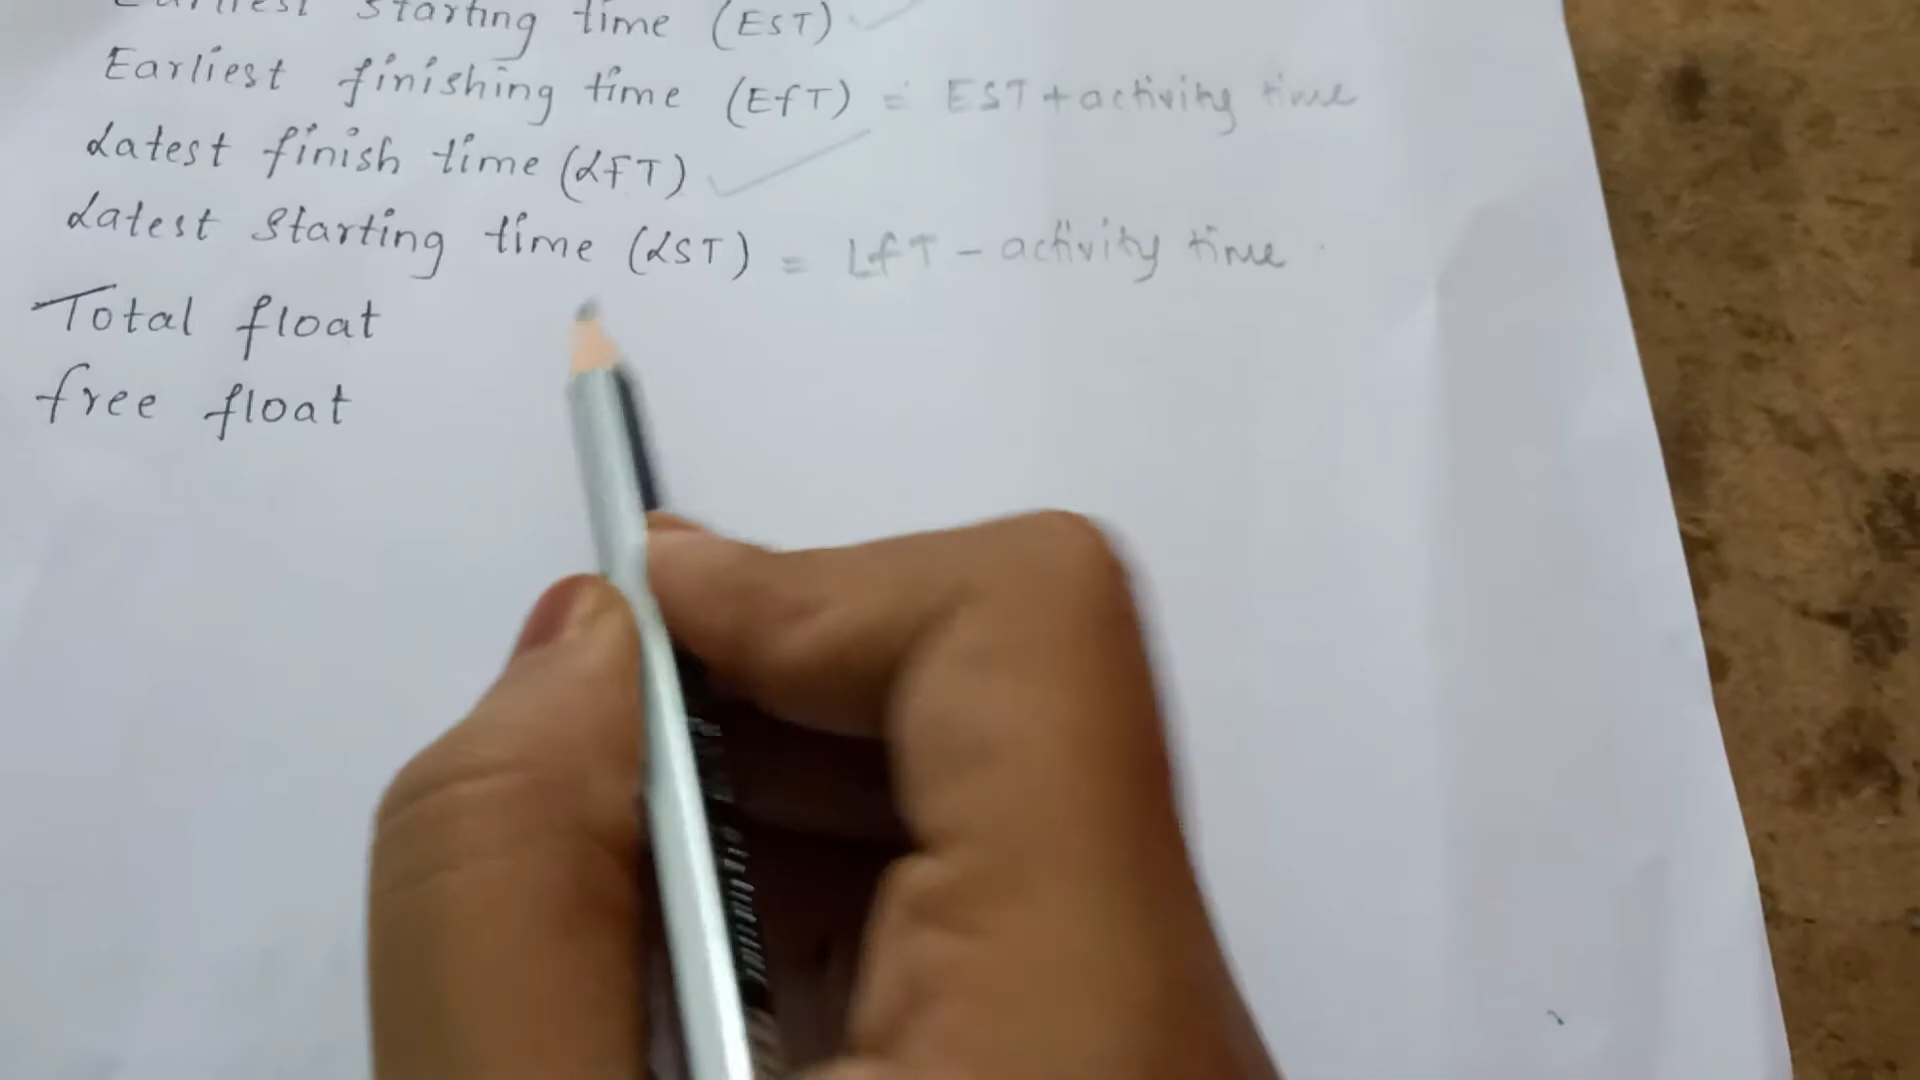 Earliest starting time (EST)
Earliest finishing time (EFT) = EST + activity time
Latest finish time (LFT)
Latest starting time (LST) = LFT - activity time
Total float
free float